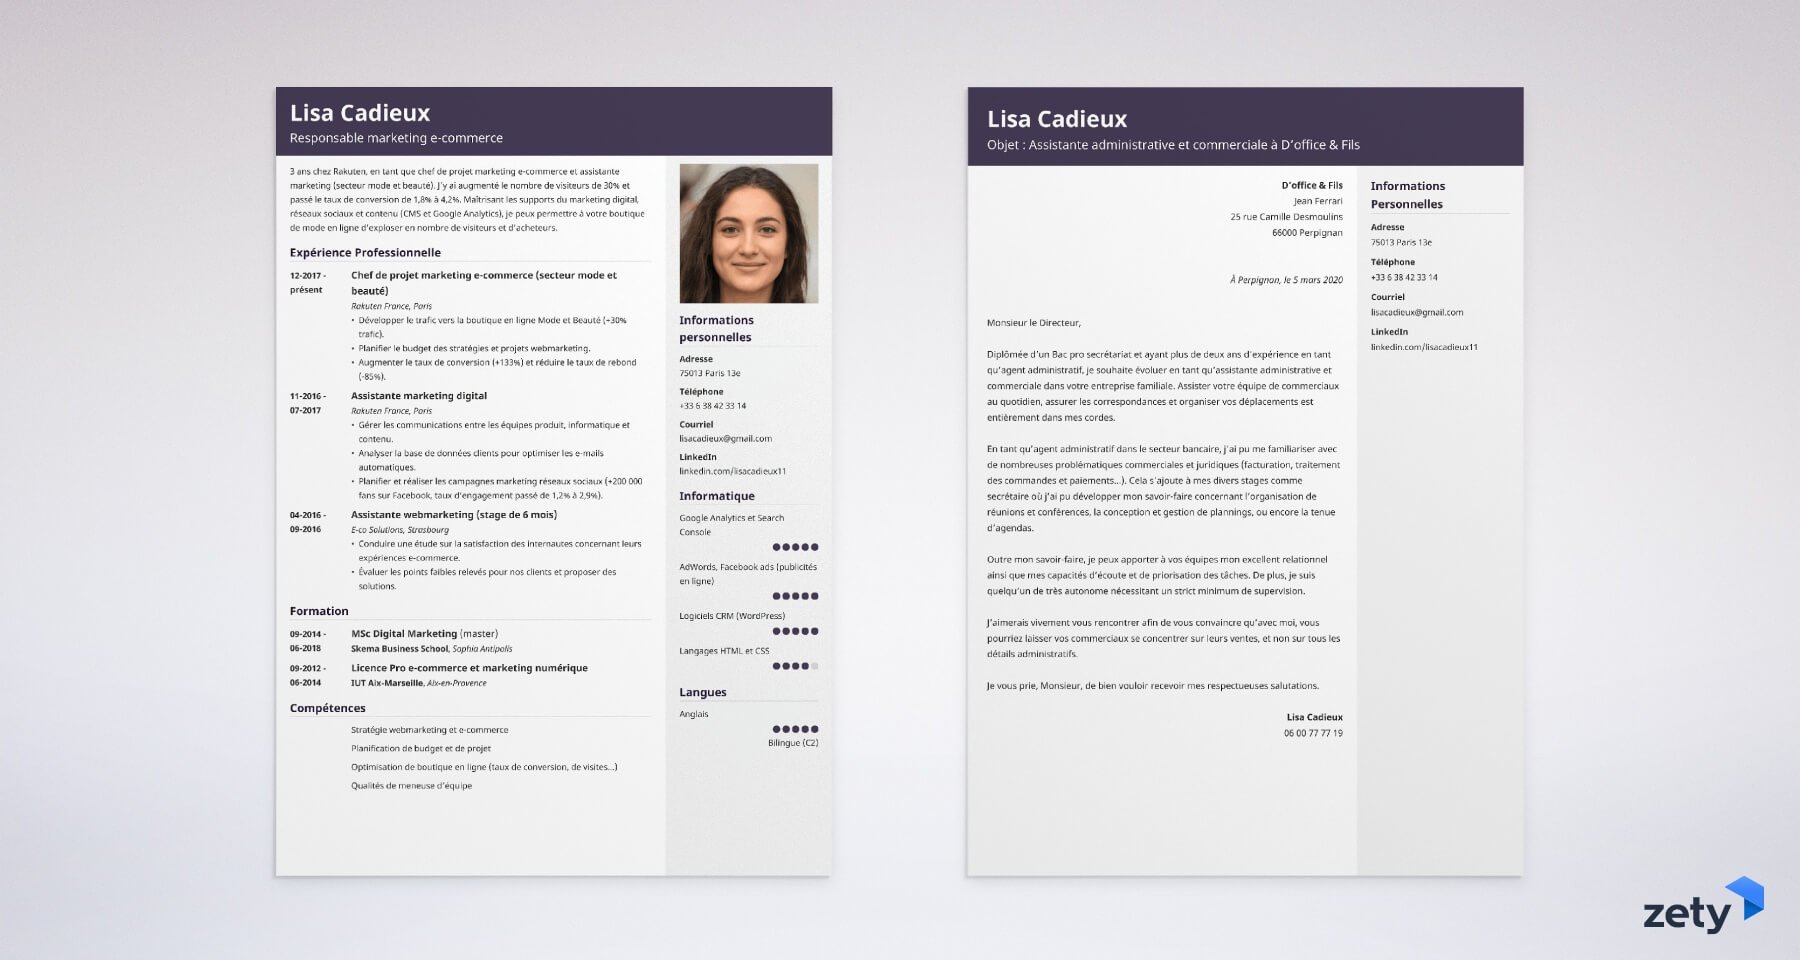 Lisa Cadieux
Responsable marketing e-commerce
3 ans chez Rakuten, en tant que chef de projet marketing e-commerce et assistante
marketing (secteur mode et beauté). J'y ai augmenté le nombre de visiteurs de 30% et
passé le taux de conversion de 1,8% à 4,2%. Maîtrisant les supports du marketing digital,
réseaux sociaux et contenu (CMS et Google Analytics), je peux permettre à votre boutique
de mode en ligne d'exploser en nombre de visiteurs et d'acheteurs.
Expérience Professionnelle
12-2017 -
présent
Chef de projet marketing e-commerce (secteur mode et
beauté)
Rakuten France, Paris
• Développer le trafic vers la boutique en ligne Mode et Beauté (+30%
trafic).
• Planifier le budget des stratégies et projets webmarketing.
• Augmenter le taux de conversion (+133%) et réduire le taux de rebond
(-85%).
11-2016 -
07-2017
Assistante marketing digital
Rakuten France, Paris
• Gérer les communications entre les équipes produit, informatique et
contenu.
• Analyser la base de données clients pour optimiser les e-mails
automatiques.
• Planifier et réaliser les campagnes marketing réseaux sociaux (+200 000
fans sur Facebook, taux d'engagement passé de 1,2% à 2,9%).
04-2016 -
09-2016
Assistante webmarketing (stage de 6 mois)
E-co Solutions, Strasbourg
• Conduire une étude sur la satisfaction des internautes concernant leurs
expériences e-commerce.
• Évaluer les points faibles relevés pour nos clients et proposer des
solutions.
Formation
09-2014 -
06-2018
MSc Digital Marketing (master)
Skema Business School, Sophia Antipolis
09-2012 -
06-2014
Licence Pro e-commerce et marketing numérique
IUT Aix-Marseille, Aix-en-Provence
Compétences
Stratégie webmarketing et e-commerce
Planification de budget et de projet
Optimisation de boutique en ligne (taux de conversion, de visites...)
Qualités de meneuse d'équipe
Informations
personnelles
Adresse
75013 Paris 13e
Téléphone
+33 6 38 42 33 14
Courriel
lisacadieux@gmail.com
LinkedIn
linkedin.com/lisacadieux11
Informatique
Google Analytics et Search
Console
AdWords, Facebook ads (publicités
en ligne)
Logiciels CRM (WordPress)
Langages HTML et CSS
Langues
Anglais
Bilingue (C2)
Lisa Cadieux
Objet : Assistante administrative et commerciale à D'office & Fils
D'office & Fils
Jean Ferrari
25 rue Camille Desmoulins
66000 Perpignan
À Perpignan, le 5 mars 2020
Monsieur le Directeur,
Diplômée d'un Bac pro secrétariat et ayant plus de deux ans d'expérience en tant
qu'agent administratif, je souhaite évoluer en tant qu'assistante administrative et
commerciale dans votre entreprise familiale. Assister votre équipe de commerciaux
au quotidien, assurer les correspondances et organiser vos déplacements est
entièrement dans mes cordes.
En tant qu'agent administratif dans le secteur bancaire, j'ai pu me familiariser avec
de nombreuses problématiques commerciales et juridiques (facturation, traitement
des commandes et paiements...). Cela s'ajoute à mes divers stages comme
secrétaire où j'ai pu développer mon savoir-faire concernant l'organisation de
réunions et conférences, la conception et gestion de plannings, ou encore la tenue
d'agendas.
Outre mon savoir-faire, je peux apporter à vos équipes mon excellent relationnel
ainsi que mes capacités d'écoute et de priorisation des tâches. De plus, je suis
quelqu'un de très autonome nécessitant un strict minimum de supervision.
J'aimerais vivement vous rencontrer afin de vous convaincre qu'avec moi, vous
pourriez laisser vos commerciaux se concentrer sur leurs ventes, et non sur tous les
détails administratifs.
Je vous prie, Monsieur, de bien vouloir recevoir mes respectueuses salutations.
Lisa Cadieux
06 00 77 77 19
Informations
Personnelles
Adresse
75013 Paris 13e
Téléphone
+33 6 38 42 33 14
Courriel
lisacadieux@gmail.com
LinkedIn
linkedin.com/lisacadieux11
zety